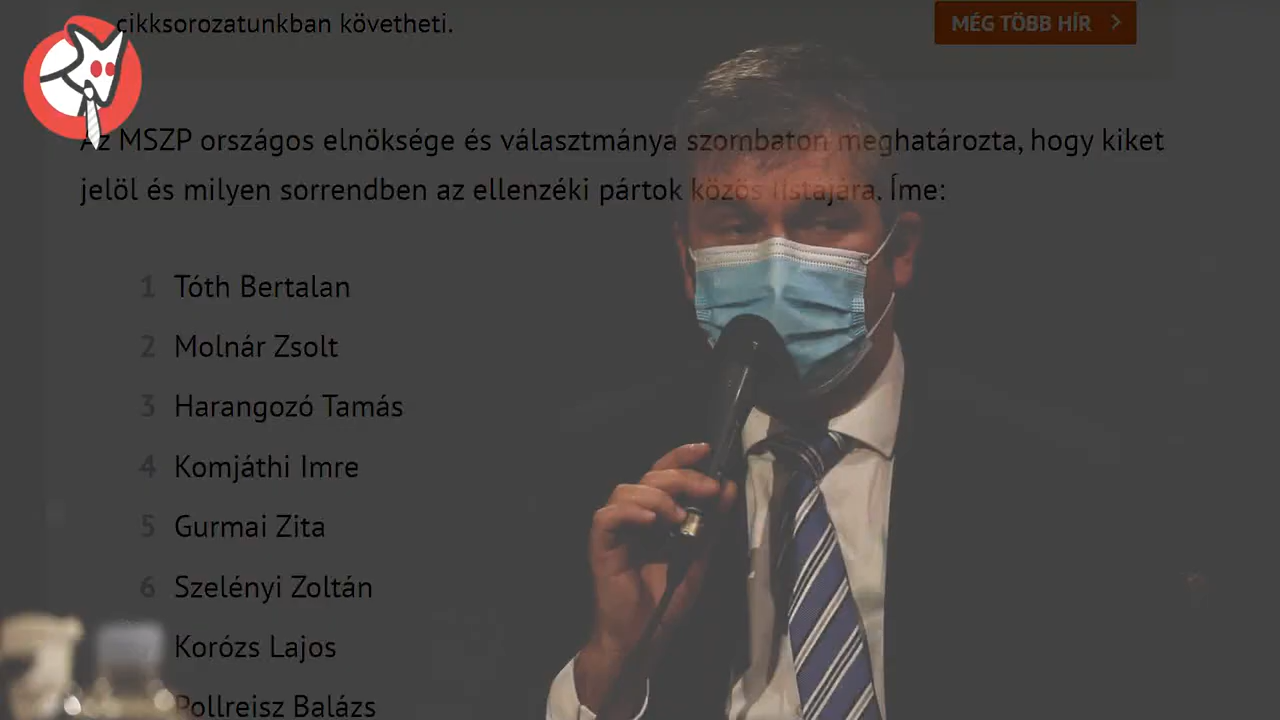 cikksorozatunkban követheti.
MÉG TÖBB HÍR
Az MSZP országos elnöksége és választmánya szombaton meghatározta, hogy kiket
jelöl és milyen sorrendben az ellenzéki pártok közös listájára. Íme:
1 Tóth Bertalan
2 Molnár Zsolt
3 Harangozó Tamás
4 Komjáthi Imre
5 Gurmai Zita
6 Szelényi Zoltán
Korózs Lajos
Pollreisz Balázs